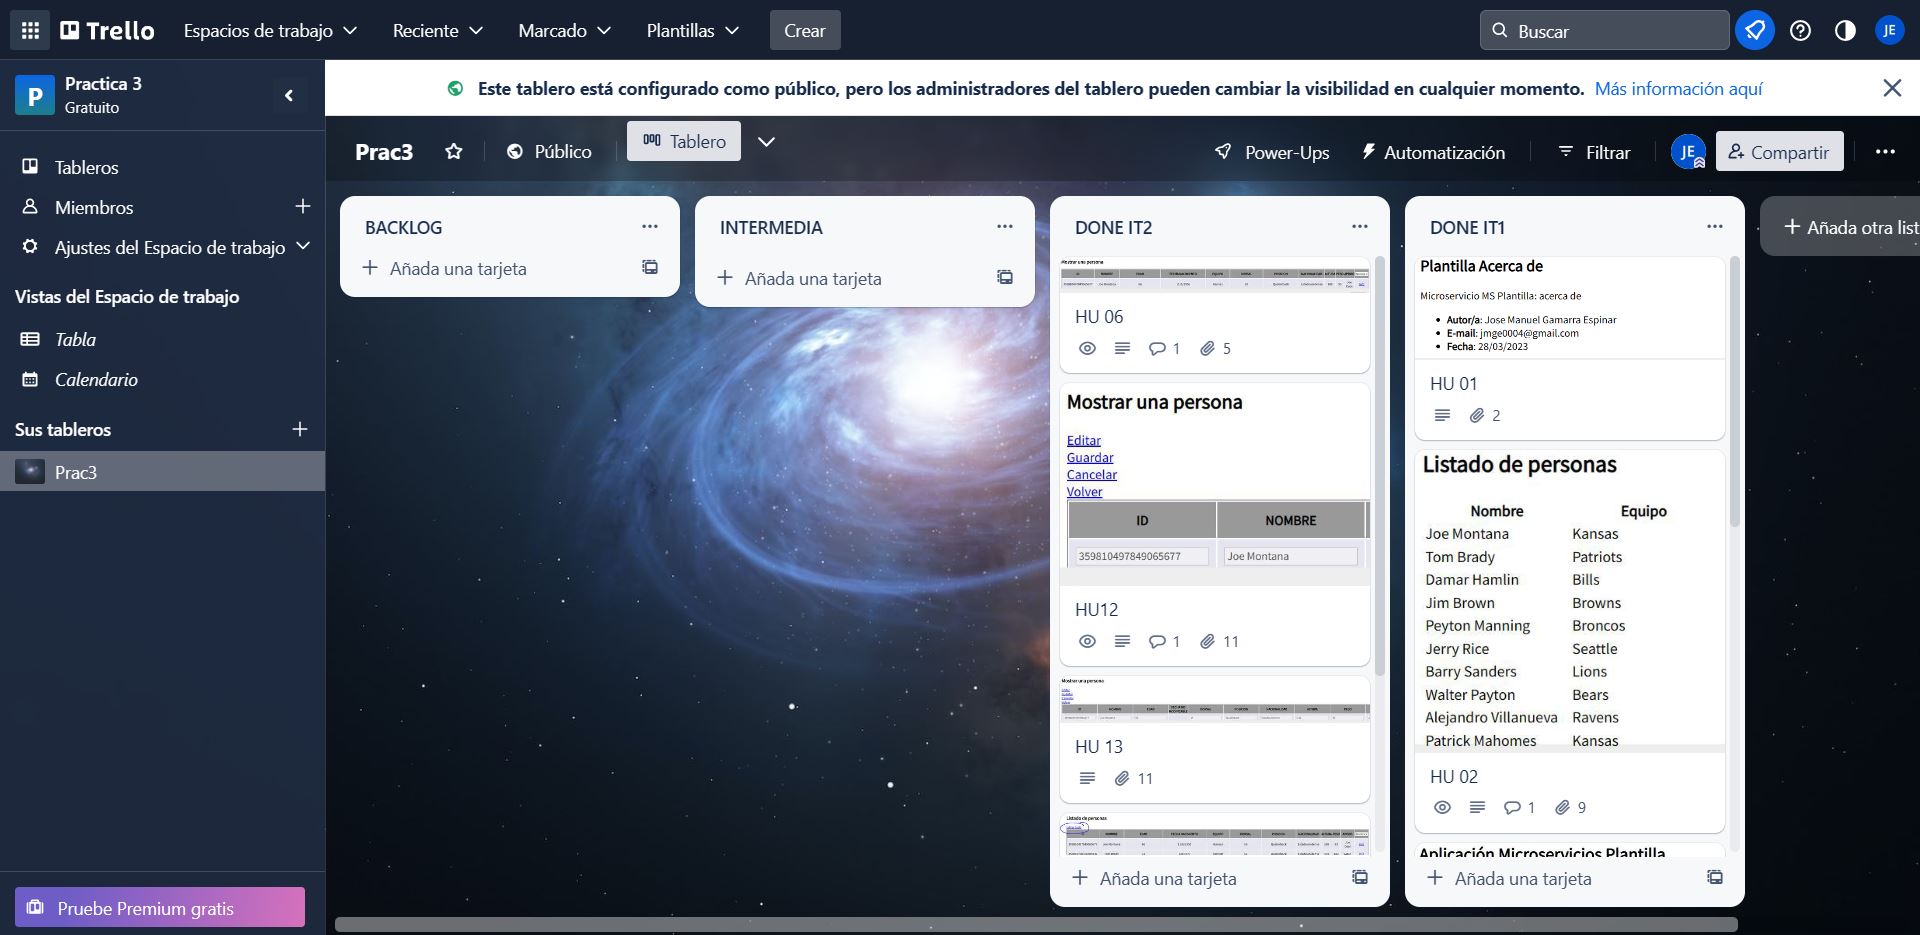 Trello
Espacios de trabajo
Reciente
Marcado
Plantillas
Crear
Buscar
JE
P
Practica 3
Gratuito
Este tablero está configurado como público, pero los administradores del tablero pueden cambiar la visibilidad en cualquier momento. Más información aquí
Tableros
Miembros
Ajustes del Espacio de trabajo
Vistas del Espacio de trabajo
Tabla
Calendario
Sus tableros
Prac3
Pruebe Premium gratis
Prac3
Público
Tablero
Power-Ups
Automatización
Filtrar
JE
Compartir
BACKLOG
Añada una tarjeta
INTERMEDIA
Añada una tarjeta
DONE IT2
Mostrar una persona
HU 06
1
5
Mostrar una persona
Editar
Guardar
Cancelar
Volver
ID NOMBRE
359810497849065677 Joe Montana
HU12
1
11
Mostrar una persona
HU 13
11
Listado de personas
Añada una tarjeta
DONE IT1
Plantilla Acerca de
Microservicio MS Plantilla: acerca de
Autor/a: Jose Manuel Gamarra Espinar
E-mail: jmge0004@gmail.com
Fecha: 28/03/2023
HU 01
2
Listado de personas
Nombre Equipo
Joe Montana Kansas
Tom Brady Patriots
Damar Hamlin Bills
Jim Brown Browns
Peyton Manning Broncos
Jerry Rice Seattle
Barry Sanders Lions
Walter Payton Bears
Alejandro Villanueva Ravens
Patrick Mahomes Kansas
HU 02
1
9
Aplicación Microservicios Plantilla
Añada una tarjeta
Añada otra list